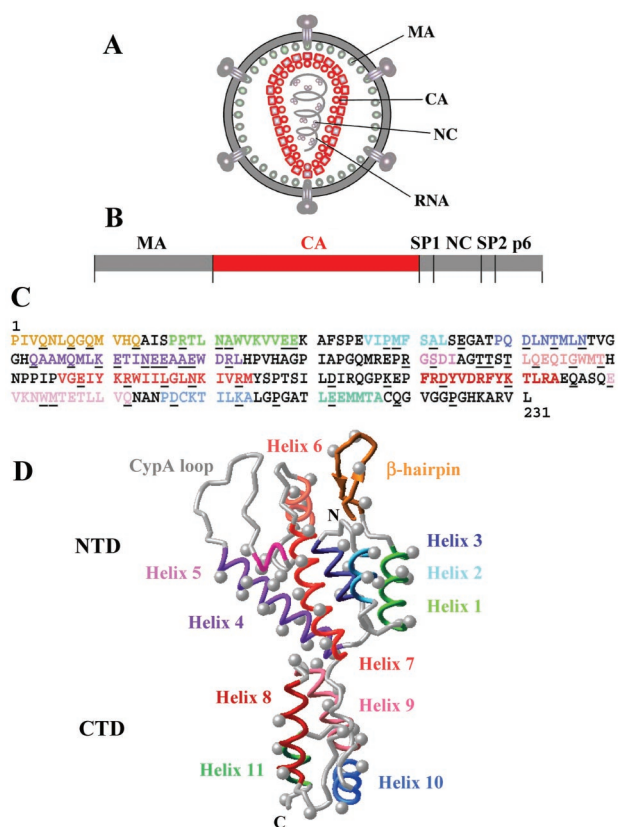 A
MA
CA
NC
RNA
B
MA CA SP1 NC SP2 p6
C
1
PIVQNLQGQM VHQAISPRTL NAWVKVVEEK AFSPEVIPMF SALSEGATPQ DLNTMLNTVG
GHQAAMQMLK ETINEEAAEW DRLHPVHAGP IAPGQMREPR GSDIAGTTST LQEQIGWMTH
NPPIPVGEIY KRWIILGLNK IVRMYSPTSI LDIRQGPKEP FRDYVDRFYK TLRAEQASQE
VKNWMTETLL VQNANPDCKT ILKALGPGAT LEEMMTACQG VGGPGHKARV L
231
D
CypA loop
Helix 6
β-hairpin
N
NTD
Helix 3
Helix 5
Helix 2
Helix 4
Helix 1
Helix 7
Helix 8
Helix 9
CTD
Helix 11
Helix 10
C